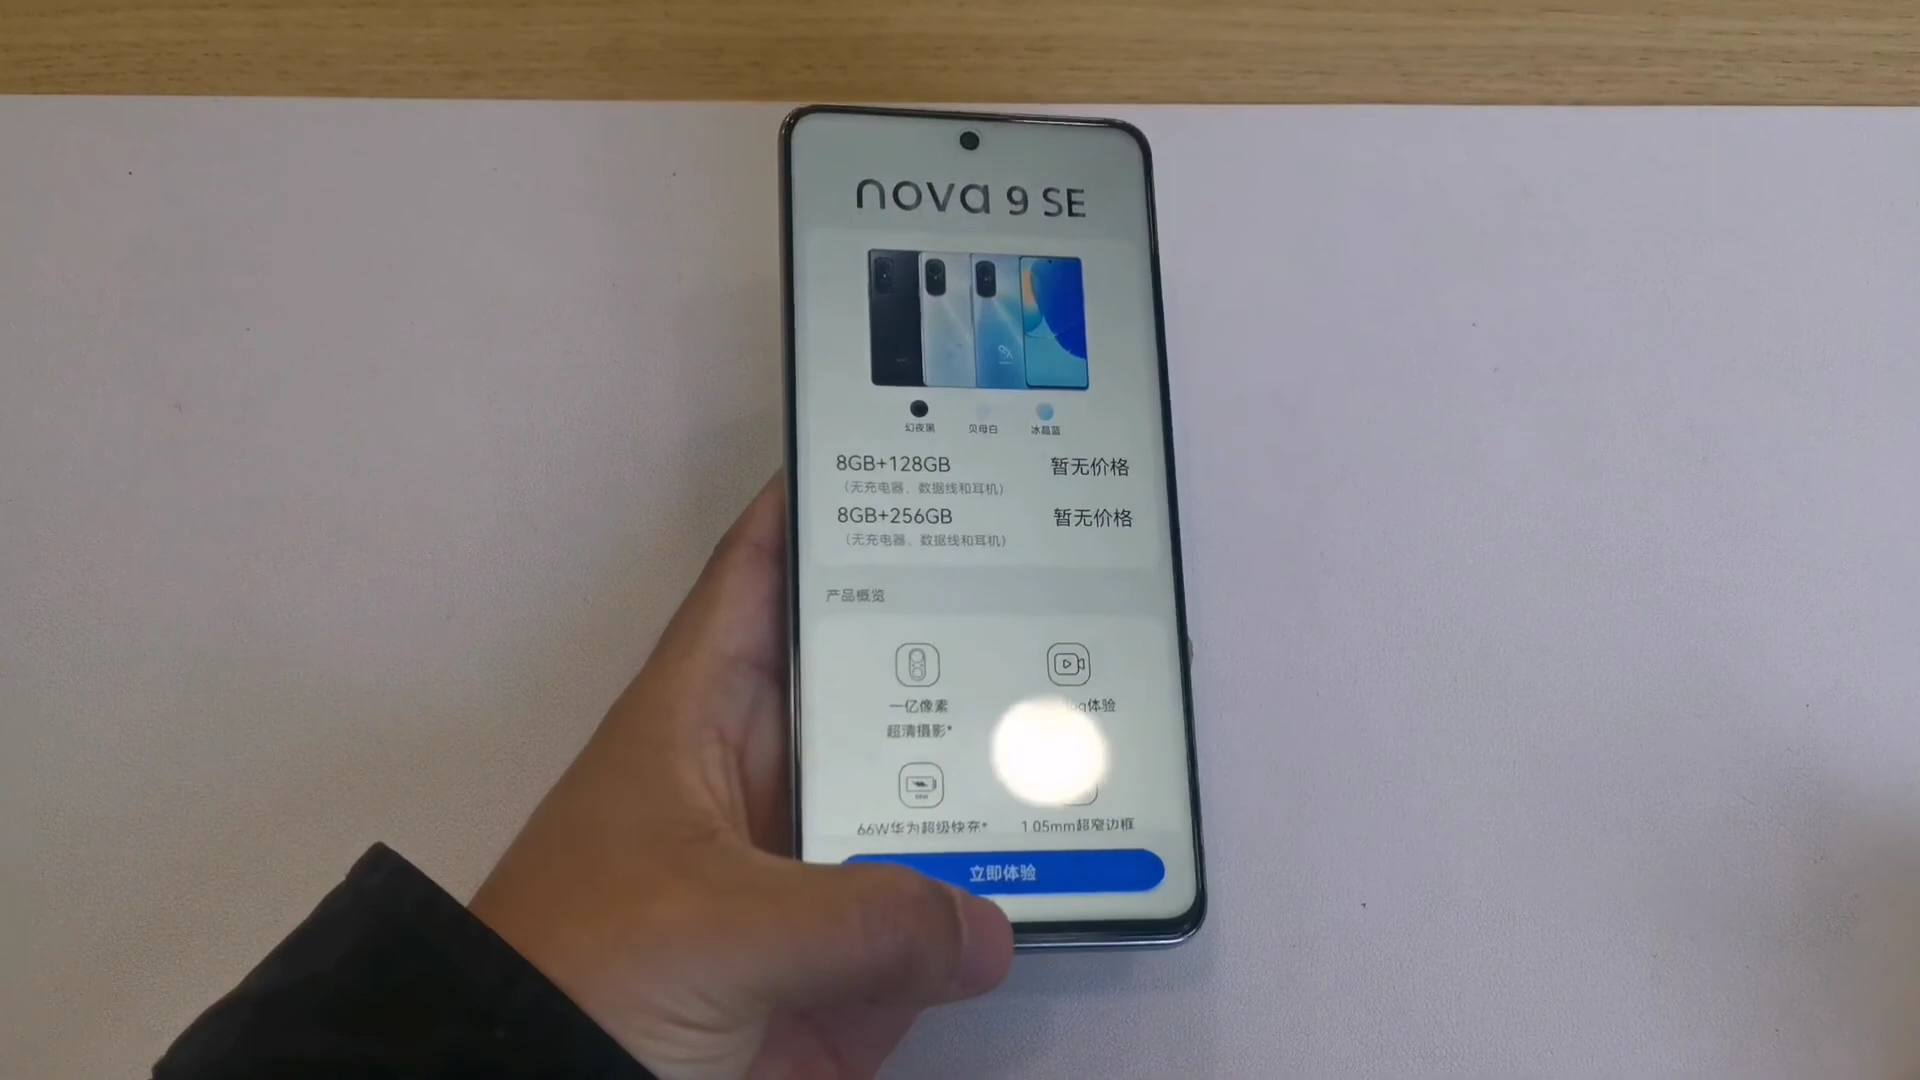 nova 9 SE
幻夜黑 贝母白 冰晶蓝
8GB+128GB 暂无价格
（无充电器、数据线和耳机）
8GB+256GB 暂无价格
（无充电器、数据线和耳机）
产品概览
一亿像素 体验
超清摄影*
66W华为超级快充* 1.05mm超窄边框
立即体验